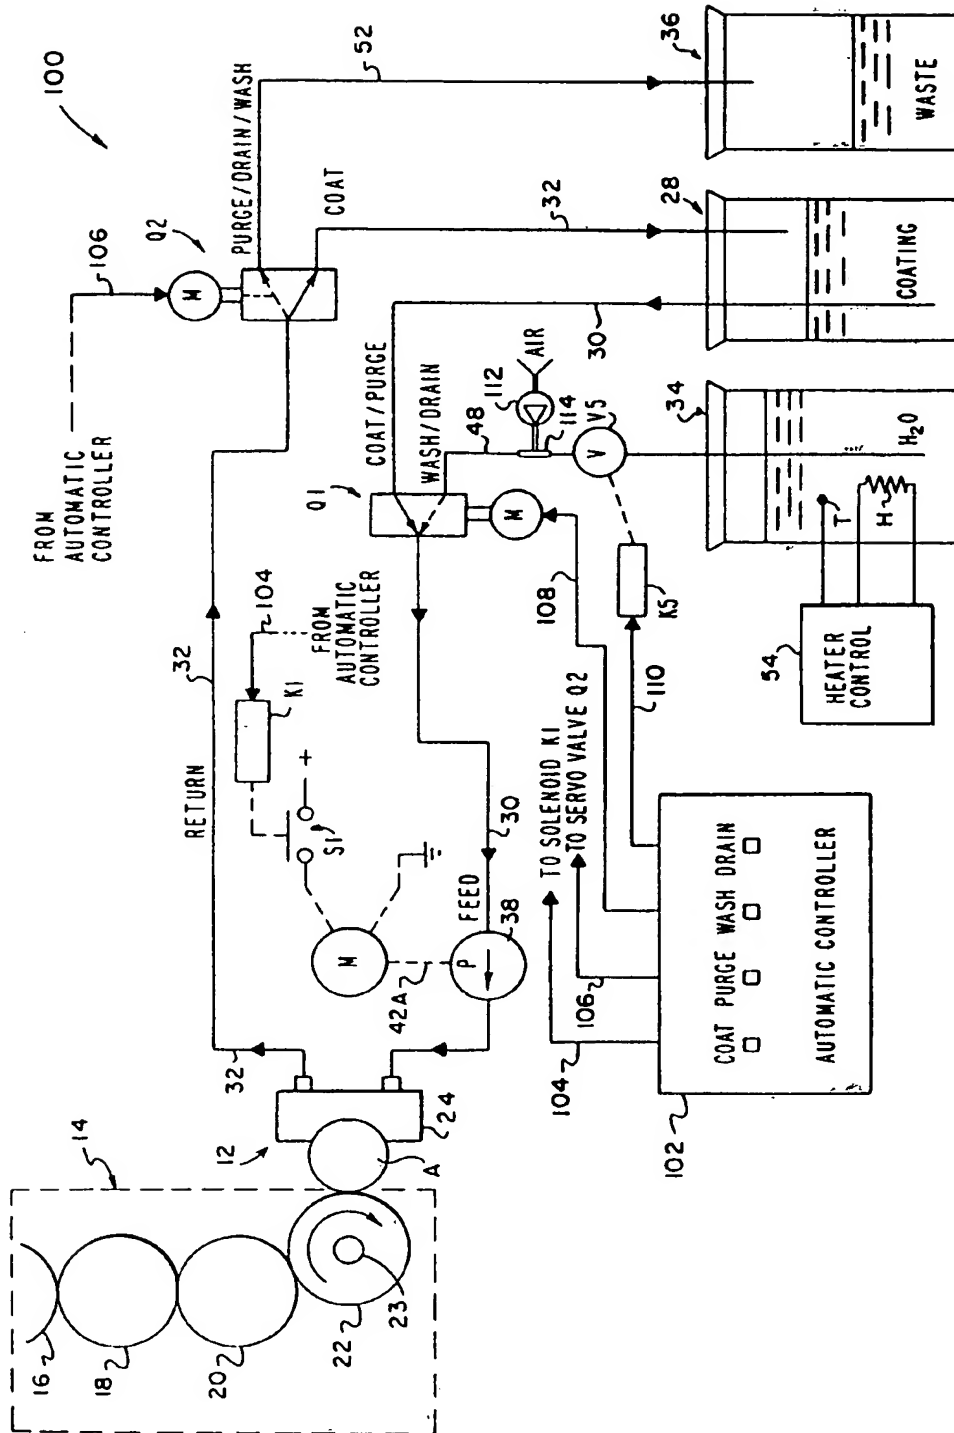 100
14
16
18
20
22
23
12
A
24
32
RETURN
32
FROM
AUTOMATIC
CONTROLLER
106
M
Q2
PURGE/DRAIN/WASH
52
COAT
32
K1
104
FROM
AUTOMATIC
CONTROLLER
S1
+
M
42A
P
38
FEED
30
Q1
COAT/PURGE
WASH/DRAIN
30
48
112
AIR
114
V
V5
M
108
K5
110
TO SOLENOID K1
TO SERVO VALVE Q2
104
106
102
COAT PURGE WASH DRAIN
AUTOMATIC CONTROLLER
54
HEATER
CONTROL
T
H
34
H2O
28
COATING
36
WASTE